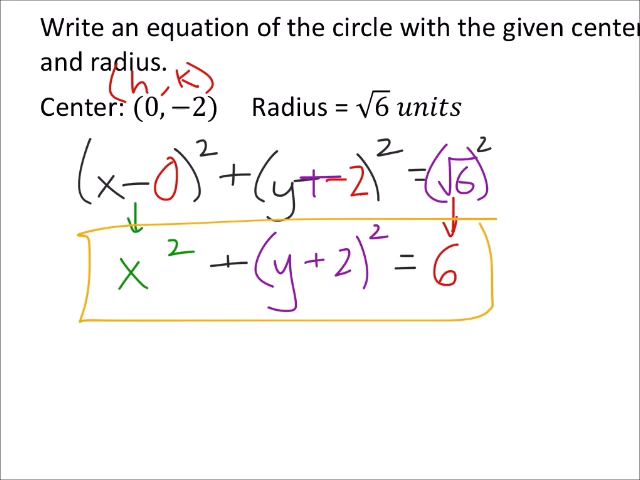 Write an equation of the circle with the given center
and radius.
(h, k)
Center: (0, −2) Radius = √6 units
(x−0)² + (y+−2)² = (√6)²
x² + (y+2)² = 6